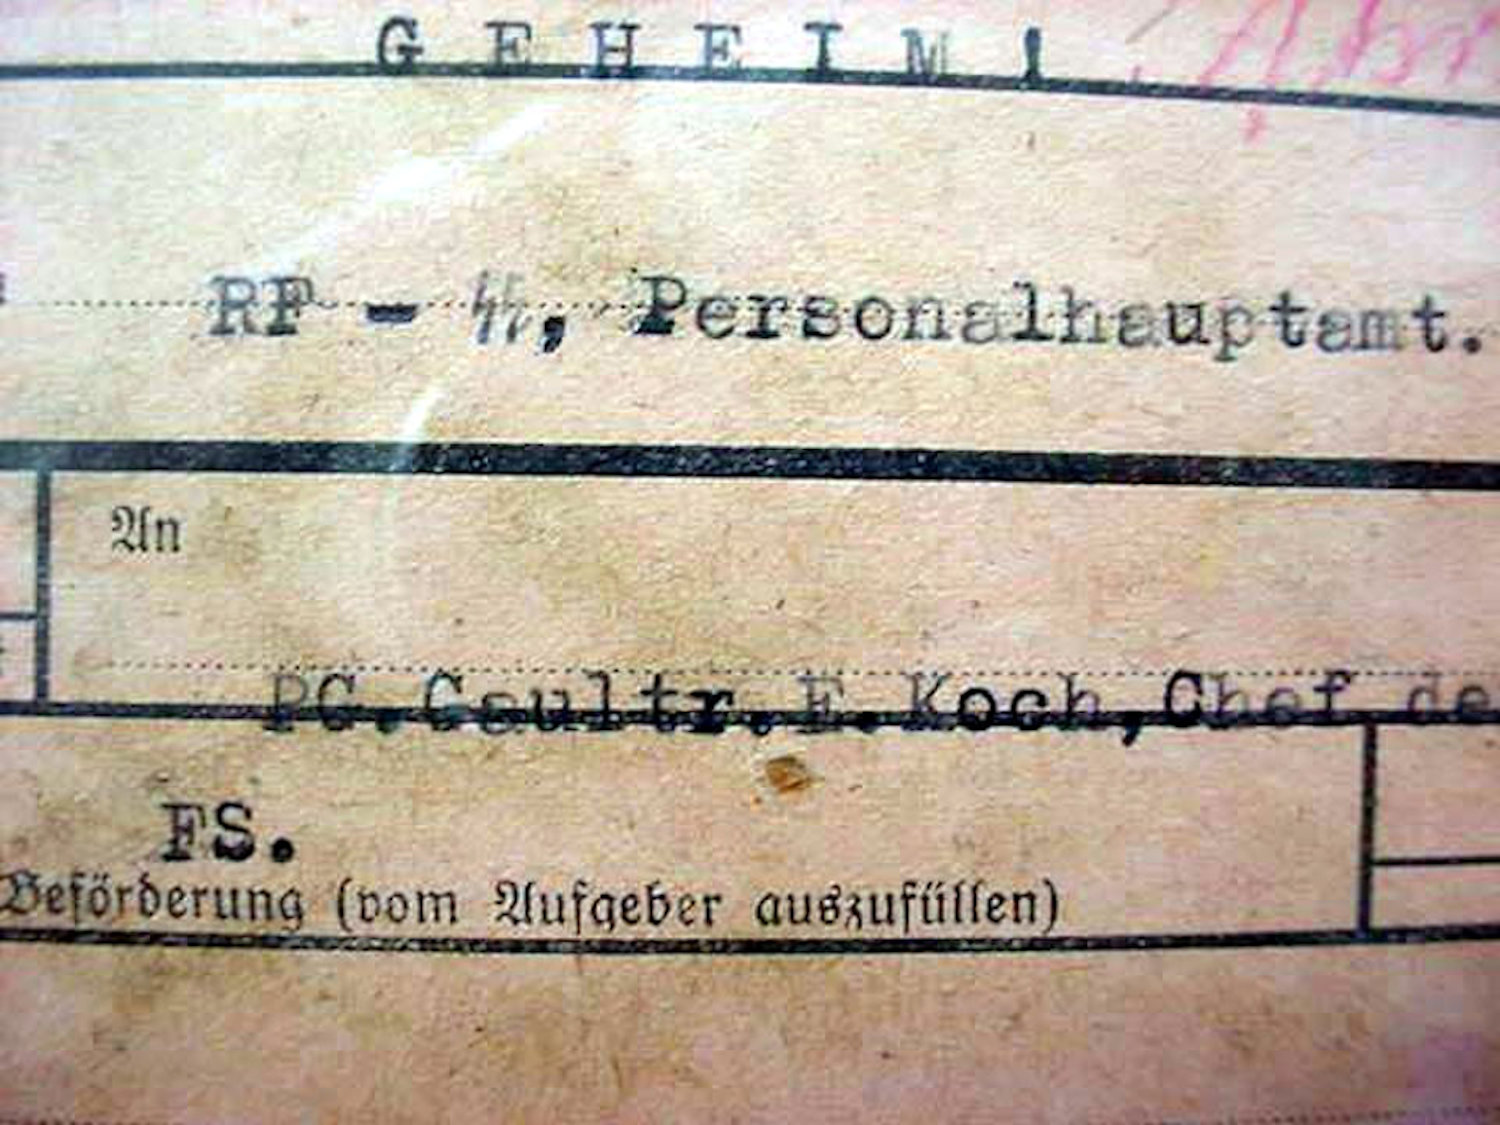 GEHEIM!
RF - ᛋᛋ, Personalhauptamt.
An
PG. Gaultr. E. Koch, Chef de
FS.
Beförderung (vom Aufgeber auszufüllen)